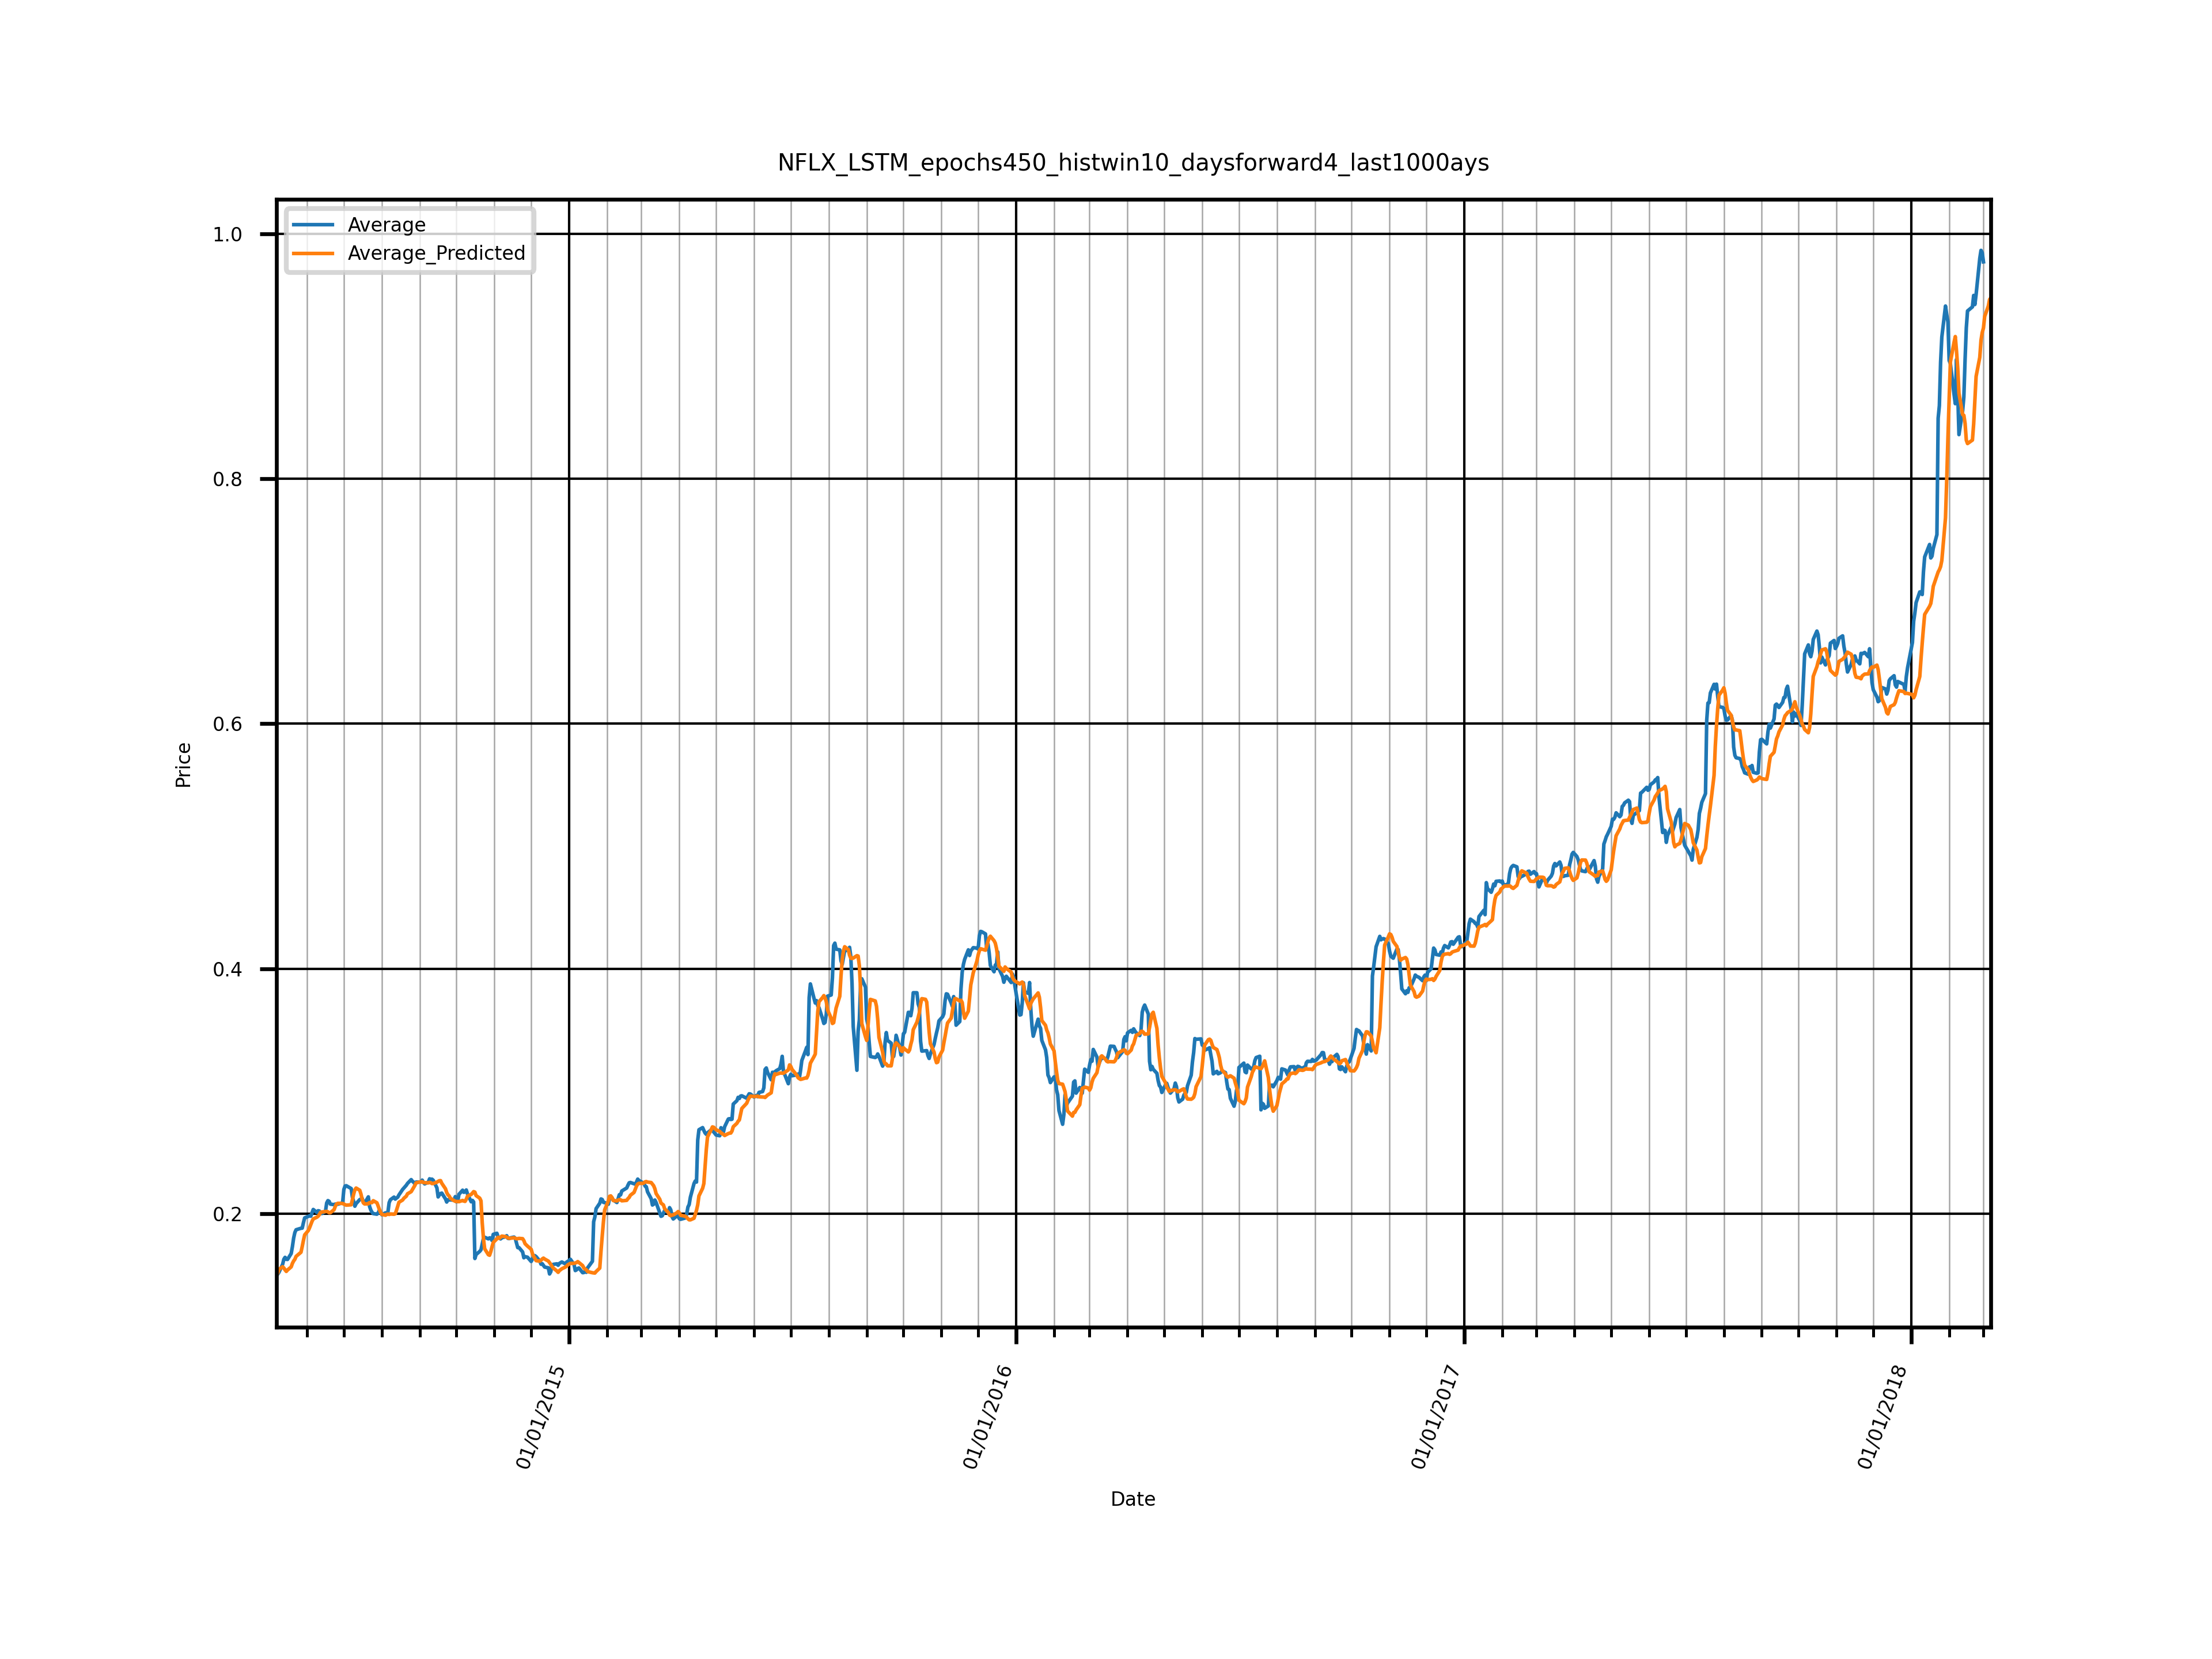 NFLX_LSTM_epochs450_histwin10_daysforward4_last1000ays
Average
Average_Predicted
1.0
0.8
0.6
0.4
0.2
Price
01/01/2015
01/01/2016
01/01/2017
01/01/2018
Date